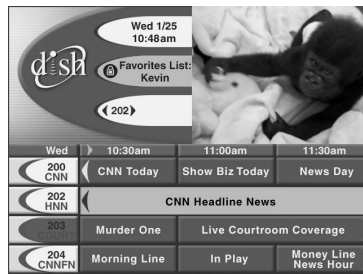 dish
Wed 1/25
10:48am
Favorites List:
Kevin
202
Wed 10:30am 11:00am 11:30am
200
CNN
CNN Today
Show Biz Today
News Day
202
HNN
CNN Headline News
203
COURT
Murder One
Live Courtroom Coverage
204
CNNFN
Morning Line
In Play
Money Line
News Hour